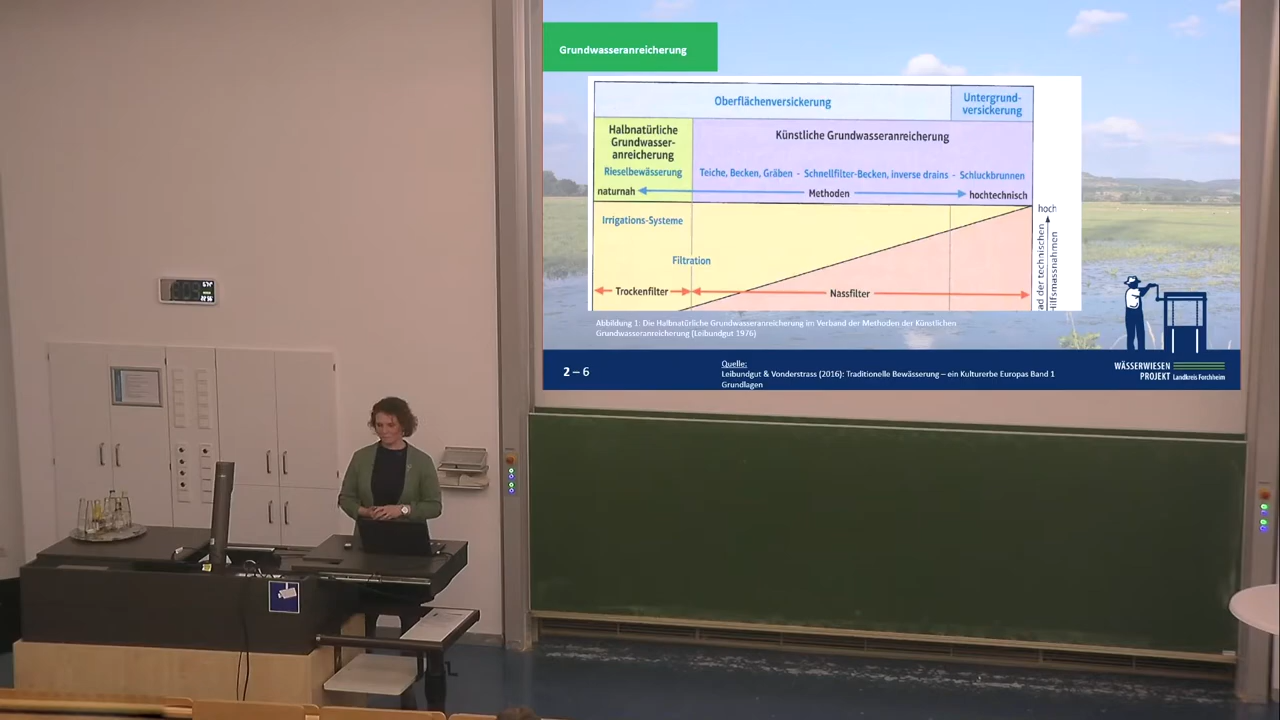 Grundwasseranreicherung
Oberflächenversickerung
Untergrund-
versickerung
Halbnatürliche
Grundwasser-
anreicherung
Künstliche Grundwasseranreicherung
Rieselbewässerung
Teiche, Becken, Gräben - Schnellfilter-Becken, inverse drains - Schluckbrunnen
naturnah
Methoden
hochtechnisch
Irrigations-Systeme
hoch
Filtration
ad der technischen
Hilfsmassnahmen
Trockenfilter
Nassfilter
Abbildung 1: Die Halbnatürliche Grundwasseranreicherung im Verband der Methoden der Künstlichen
Grundwasseranreicherung (Leibundgut 1976)
2 – 6
Quelle:
Leibundgut & Vonderstrass (2016): Traditionelle Bewässerung – ein Kulturerbe Europas Band 1
Grundlagen
WÄSSERWIESEN
PROJEKT Landkreis Forchheim